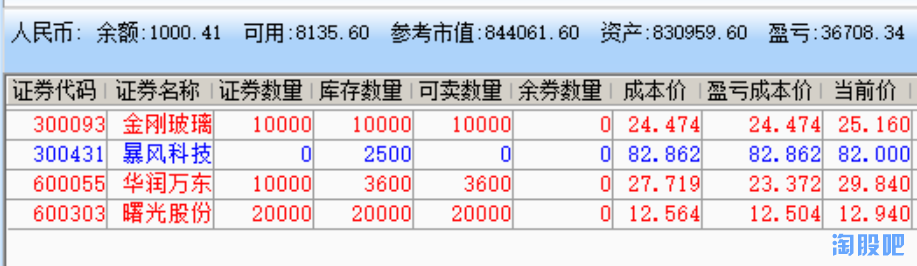 人民币: 余额:1000.41 可用:8135.60 参考市值:844061.60 资产:830959.60 盈亏:36708.34
证券代码 证券名称 证券数量 库存数量 可卖数量 余券数量 成本价 盈亏成本价 当前价
300093 金刚玻璃 10000 10000 10000 0 24.474 24.474 25.160
300431 暴风科技 0 2500 0 0 82.862 82.862 82.000
600055 华润万东 10000 3600 3600 0 27.719 23.372 29.840
600303 曙光股份 20000 20000 20000 0 12.564 12.504 12.940
淘股吧